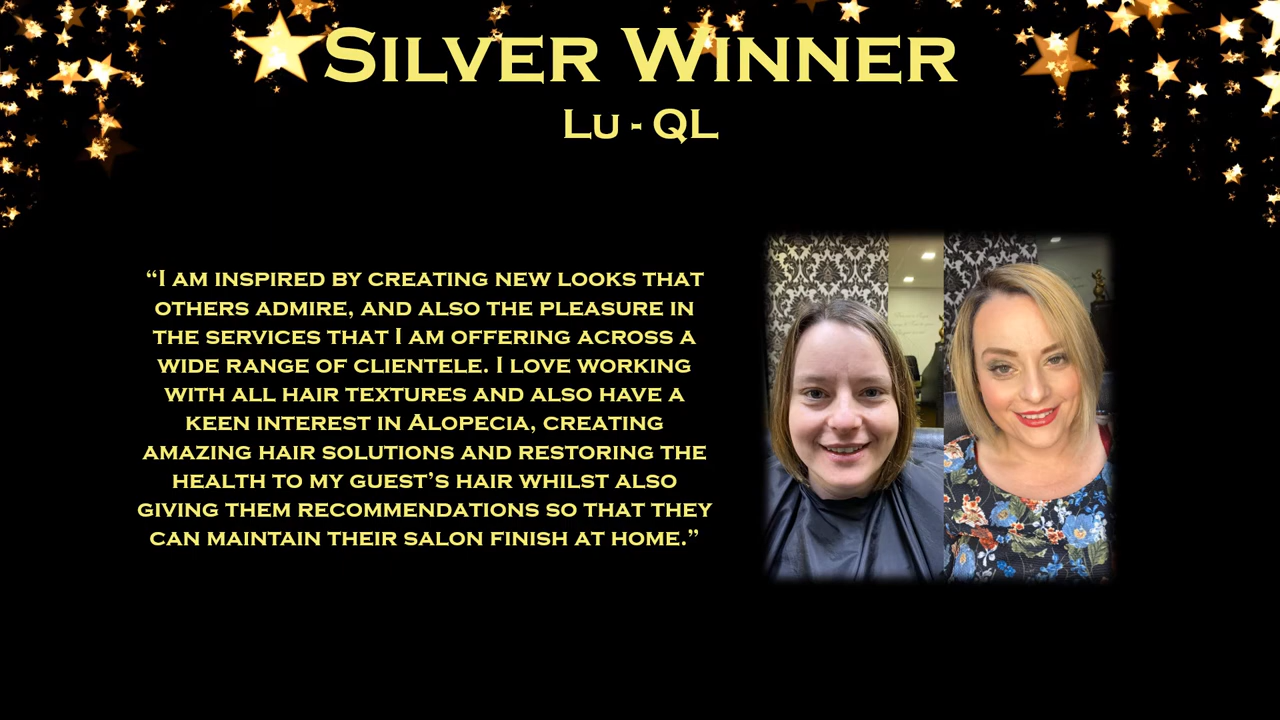 Silver Winner
Lu - QL
“I am inspired by creating new looks that
others admire, and also the pleasure in
the services that I am offering across a
wide range of clientele. I love working
with all hair textures and also have a
keen interest in Alopecia, creating
amazing hair solutions and restoring the
health to my guest’s hair whilst also
giving them recommendations so that they
can maintain their salon finish at home.”